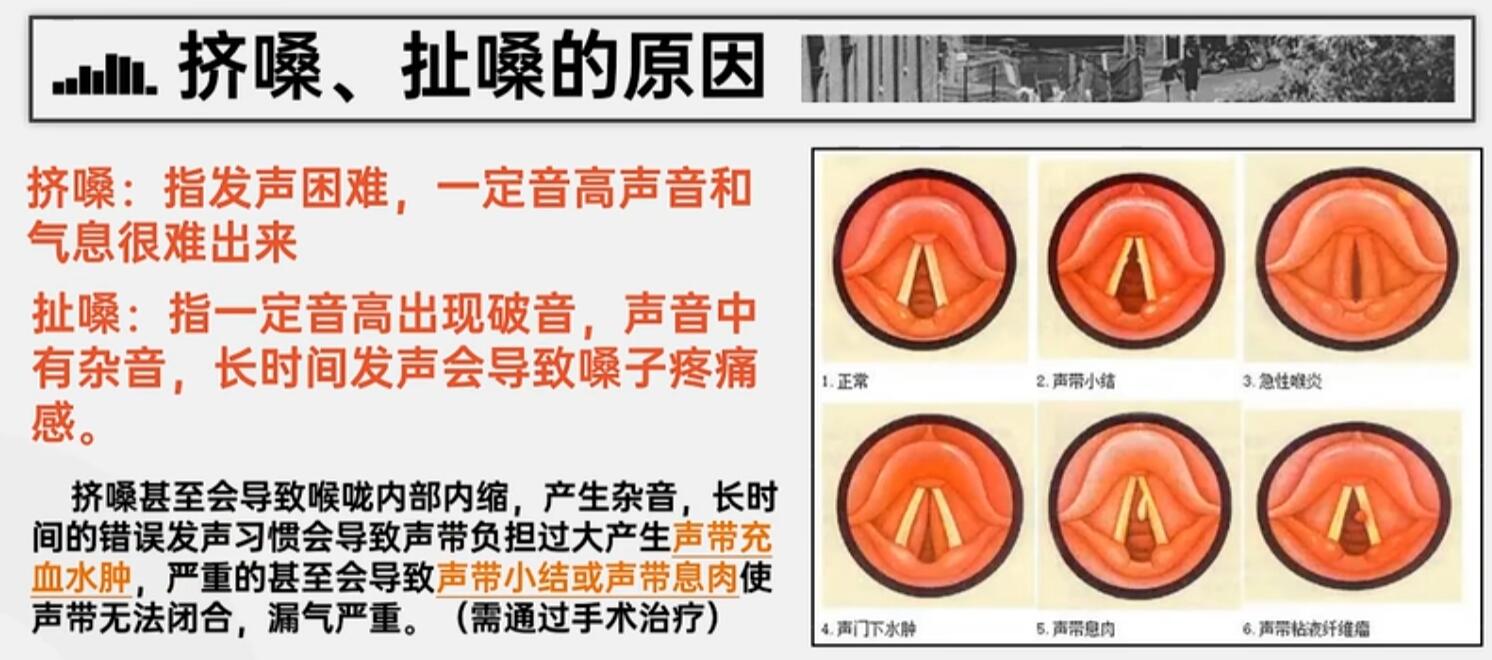 挤嗓、扯嗓的原因
挤嗓：指发声困难，一定音高声音和
气息很难出来
扯嗓：指一定音高出现破音，声音中
有杂音，长时间发声会导致嗓子疼痛
感。
挤嗓甚至会导致喉咙内部内缩，产生杂音，长时
间的错误发声习惯会导致声带负担过大产生声带充
血水肿，严重的甚至会导致声带小结或声带息肉使
声带无法闭合，漏气严重。（需通过手术治疗）
1.正常
2.声带小结
3.急性喉炎
4.声门下水肿
5.声带息肉
6.声带粘液纤维瘤